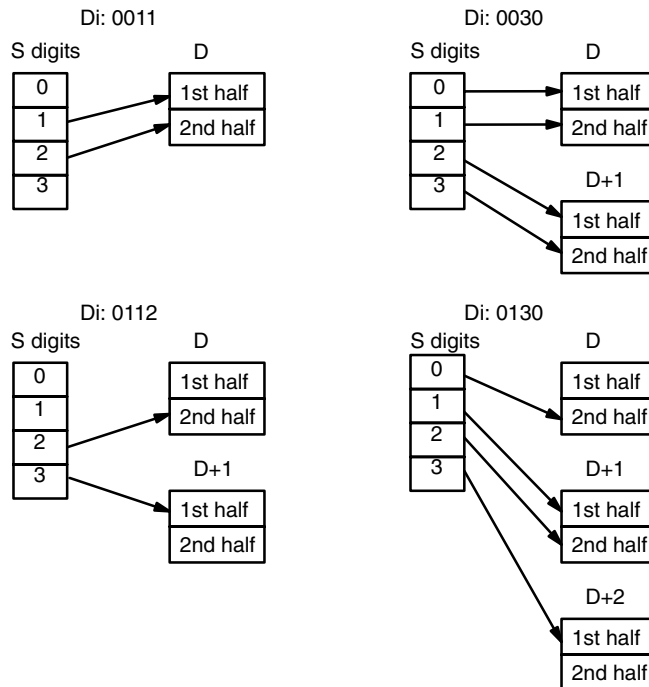 Di: 0011
S digits D
0
1
2
3
1st half
2nd half
Di: 0030
S digits D
0
1
2
3
1st half
2nd half
D+1
1st half
2nd half
Di: 0112
S digits D
0
1
2
3
1st half
2nd half
D+1
1st half
2nd half
Di: 0130
S digits D
0
1
2
3
1st half
2nd half
D+1
1st half
2nd half
D+2
1st half
2nd half